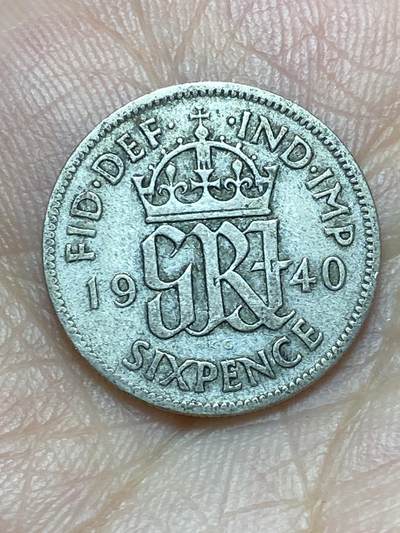 FID·DEF·IND·IMP
19 GRI 40
SIXPENCE
KG